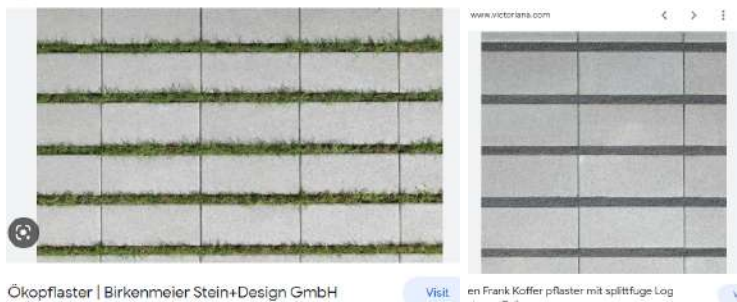 www.victoriana.com
Ökopflaster | Birkenmeier Stein+Design GmbH
Visit
en Frank Koffer pflaster mit splittfuge Log